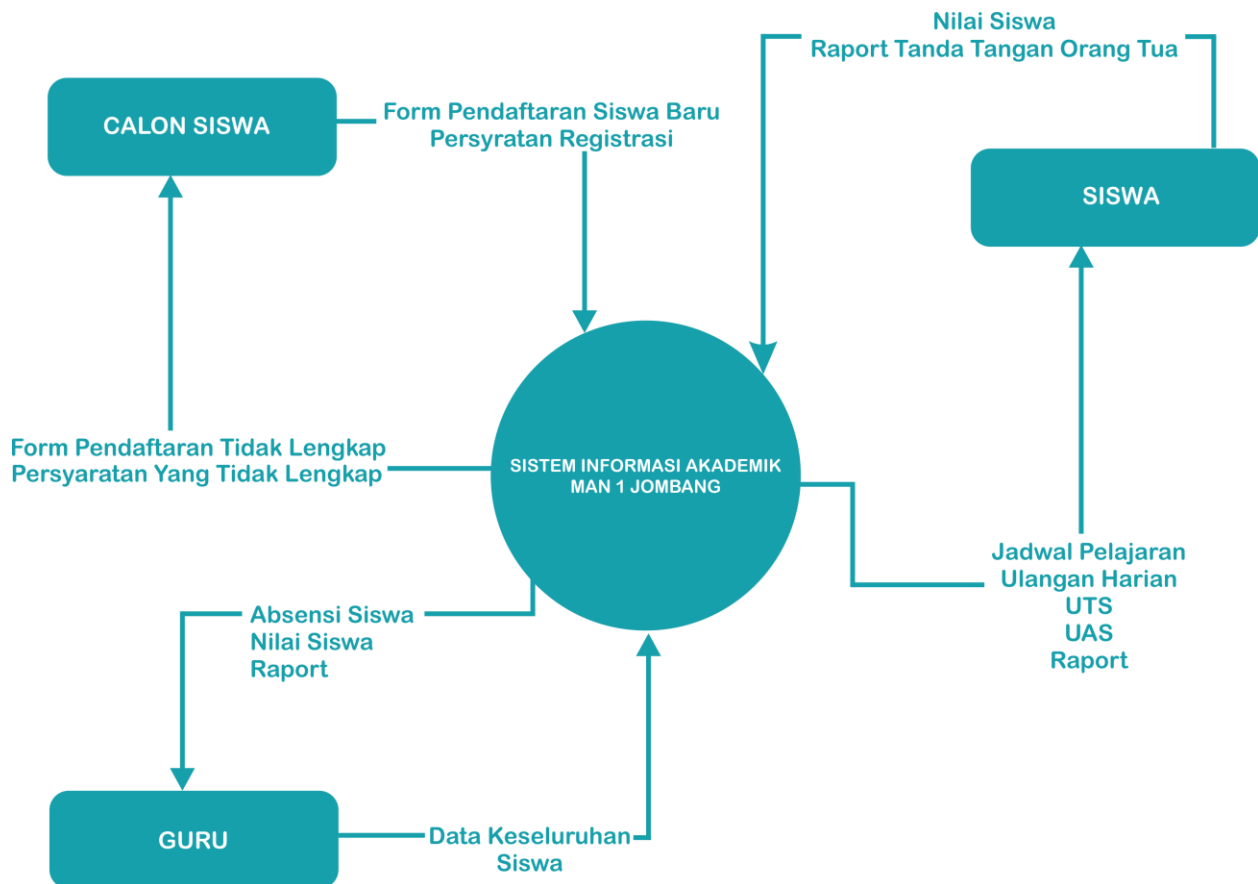 Nilai Siswa
Raport Tanda Tangan Orang Tua
CALON SISWA
Form Pendaftaran Siswa Baru
Persyratan Registrasi
SISWA
Form Pendaftaran Tidak Lengkap
Persyaratan Yang Tidak Lengkap
SISTEM INFORMASI AKADEMIK
MAN 1 JOMBANG
Jadwal Pelajaran
Ulangan Harian
UTS
UAS
Raport
Absensi Siswa
Nilai Siswa
Raport
GURU
Data Keseluruhan
Siswa